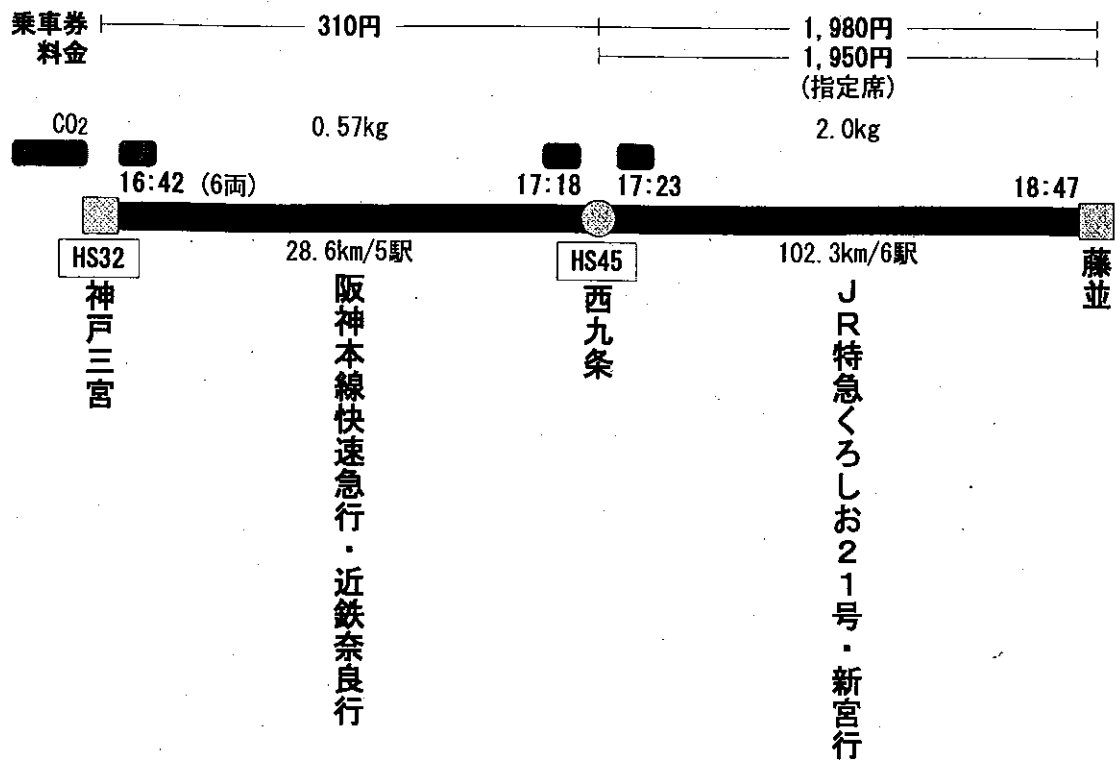 乗車券 310円 1,980円
料金 1,950円
(指定席)
CO2 0.57kg 2.0kg
16:42 (6両) 17:18 17:23 18:47
28.6km/5駅 102.3km/6駅
HS32 HS45
神戸三宮
阪神本線快速急行・近鉄奈良行
西九条
JR特急くろしお21号・新宮行
藤並